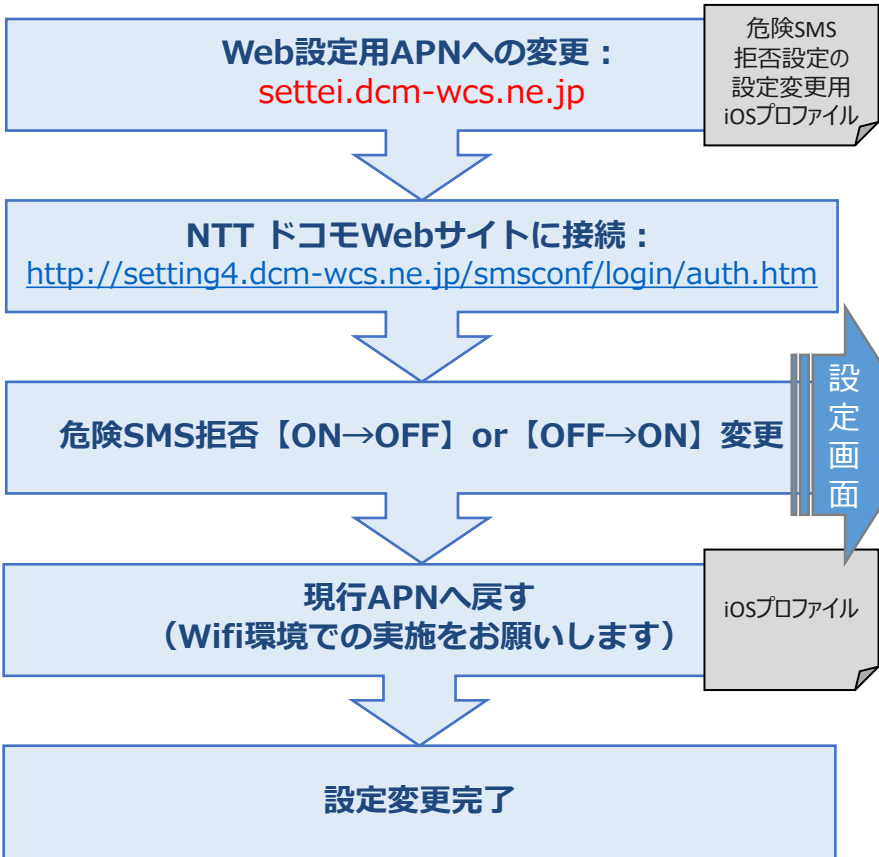 Web設定用APNへの変更：
settei.dcm-wcs.ne.jp
危険SMS
拒否設定の
設定変更用
iOSプロファイル
NTT ドコモWebサイトに接続：
http://setting4.dcm-wcs.ne.jp/smsconf/login/auth.htm
危険SMS拒否【ON→OFF】or【OFF→ON】変更
設定画面
現行APNへ戻す
（Wifi環境での実施をお願いします）
iOSプロファイル
設定変更完了